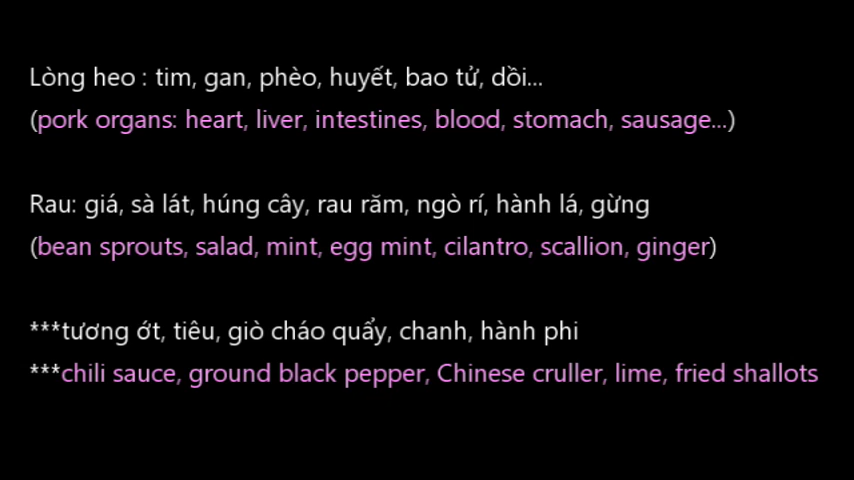 Lòng heo : tim, gan, phèo, huyết, bao tử, dồi...
(pork organs: heart, liver, intestines, blood, stomach, sausage...)
Rau: giá, sà lát, húng cây, rau răm, ngò rí, hành lá, gừng
(bean sprouts, salad, mint, egg mint, cilantro, scallion, ginger)
***tương ớt, tiêu, giò cháo quẩy, chanh, hành phi
***chili sauce, ground black pepper, Chinese cruller, lime, fried shallots